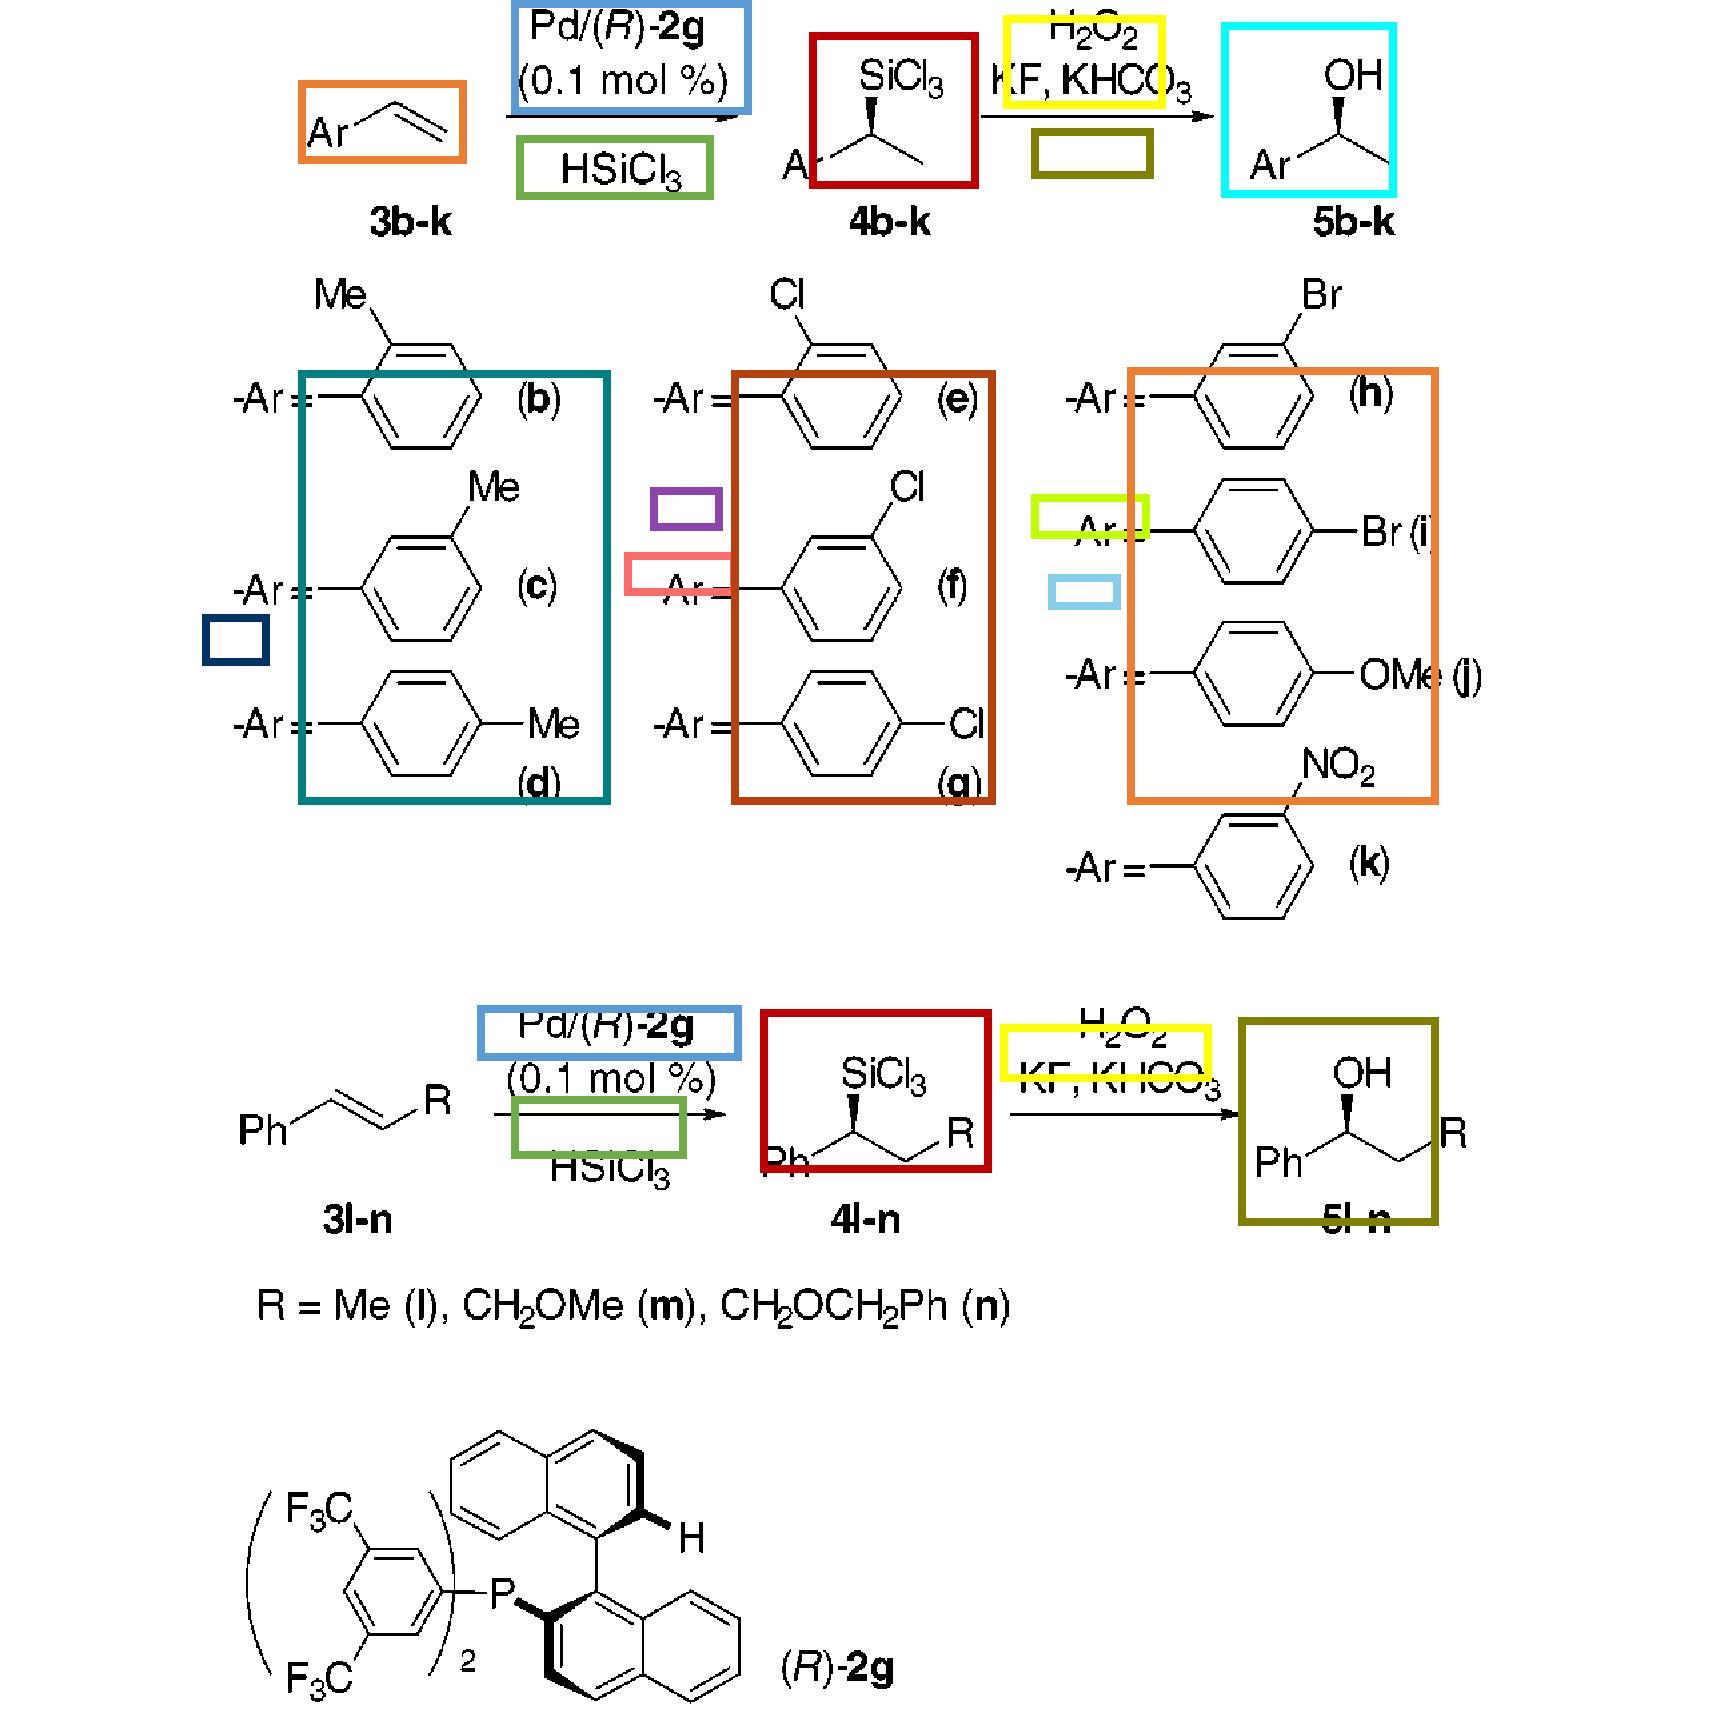 Pd/(R)-2g
(0.1 mol %)
HSiCl3
H2O2
KF, KHCO3
Ar
SiCl3
A
OH
Ar
3b-k
4b-k
5b-k
Me
-Ar = (b)
Cl
-Ar = (e)
Br
-Ar = (h)
Me
-Ar = (c)
Cl
Ar = (f)
Ar = Br (i)
-Ar = Me
(d)
-Ar = Cl
(g)
-Ar = OMe (j)
NO2
-Ar = (k)
Pd/(R)-2g
(0.1 mol %)
HSiCl3
H2O2
KF, KHCO3
Ph R
SiCl3
Ph R
OH
Ph R
3l-n
4l-n
5l-n
R = Me (l), CH2OMe (m), CH2OCH2Ph (n)
F3C
H
P
F3C
2
(R)-2g